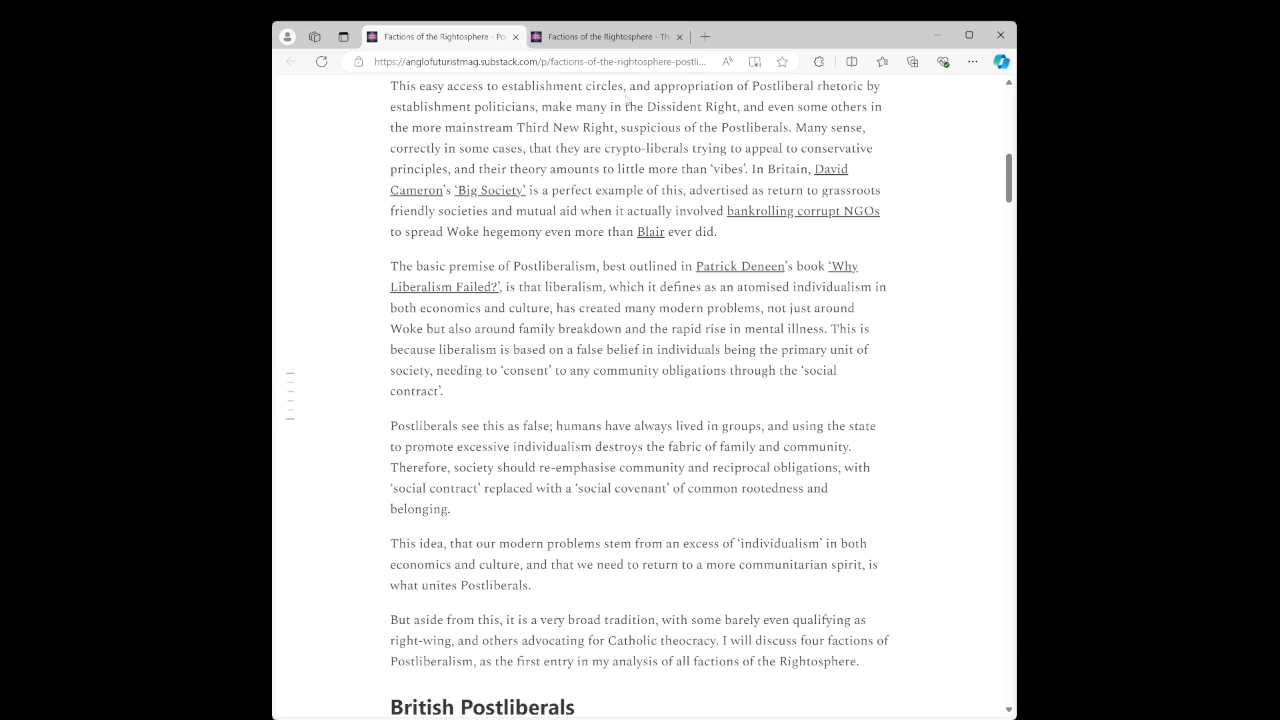 Factions of the Rightosphere - Po
Factions of the Rightosphere - Th
https://anglofuturistmag.substack.com/p/factions-of-the-rightosphere-postli...
This easy access to establishment circles, and appropriation of Postliberal rhetoric by
establishment politicians, make many in the Dissident Right, and even some others in
the more mainstream Third New Right, suspicious of the Postliberals. Many sense,
correctly in some cases, that they are crypto-liberals trying to appeal to conservative
principles, and their theory amounts to little more than ‘vibes’. In Britain, David
Cameron’s ‘Big Society’ is a perfect example of this, advertised as return to grassroots
friendly societies and mutual aid when it actually involved bankrolling corrupt NGOs
to spread Woke hegemony even more than Blair ever did.
The basic premise of Postliberalism, best outlined in Patrick Deneen’s book ‘Why
Liberalism Failed?’, is that liberalism, which it defines as an atomised individualism in
both economics and culture, has created many modern problems, not just around
Woke but also around family breakdown and the rapid rise in mental illness. This is
because liberalism is based on a false belief in individuals being the primary unit of
society, needing to ‘consent’ to any community obligations through the ‘social
contract’.
Postliberals see this as false; humans have always lived in groups, and using the state
to promote excessive individualism destroys the fabric of family and community.
Therefore, society should re-emphasise community and reciprocal obligations, with
‘social contract’ replaced with a ‘social covenant’ of common rootedness and
belonging.
This idea, that our modern problems stem from an excess of ‘individualism’ in both
economics and culture, and that we need to return to a more communitarian spirit, is
what unites Postliberals.
But aside from this, it is a very broad tradition, with some barely even qualifying as
right-wing, and others advocating for Catholic theocracy. I will discuss four factions of
Postliberalism, as the first entry in my analysis of all factions of the Rightosphere.
British Postliberals